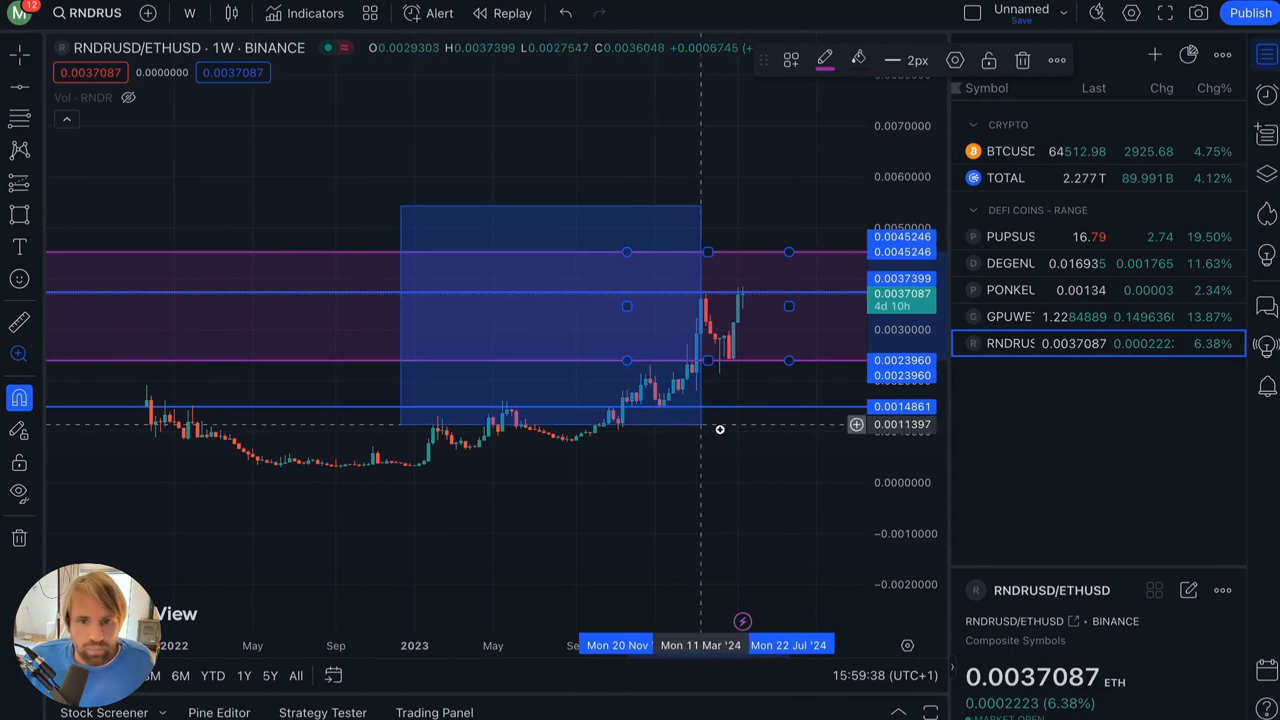 M 12 RNDRUS W Indicators Alert Replay Unnamed Save Publish
R RNDRUSD/ETHUSD · 1W · BINANCE O0.0029303 H0.0037399 L0.0027547 C0.0036048 +0.0006745 (+
0.0037087 0.0000000 0.0037087
2px
Vol · RNDR
0.0070000
0.0060000
0.0045246
0.0045246
0.0037399
0.0037087
4d 10h
0.0030000
0.0023960
0.0023960
0.0014861
0.0011397
0.0000000
−0.0010000
−0.0020000
View
2022 May Sep 2023 May Mon 20 Nov Mon 11 Mar '24 Mon 22 Jul '24
6M YTD 1Y 5Y All 15:59:38 (UTC+1)
Stock Screener Pine Editor Strategy Tester Trading Panel
Symbol Last Chg Chg%
CRYPTO
BTCUSD 64512.98 2925.68 4.75%
TOTAL 2.277T 89.991B 4.12%
DEFI COINS - RANGE
P PUPSUS 16.79 2.74 19.50%
D DEGENU 0.016935 0.001765 11.63%
P PONKEU 0.00134 0.00003 2.34%
G GPUWE 1.2284889 0.149636 13.87%
R RNDRUS 0.0037087 0.0002223 6.38%
R RNDRUSD/ETHUSD
RNDRUSD/ETHUSD · BINANCE
Composite Symbols
0.0037087 ETH
0.0002223 (6.38%)
MARKET OPEN